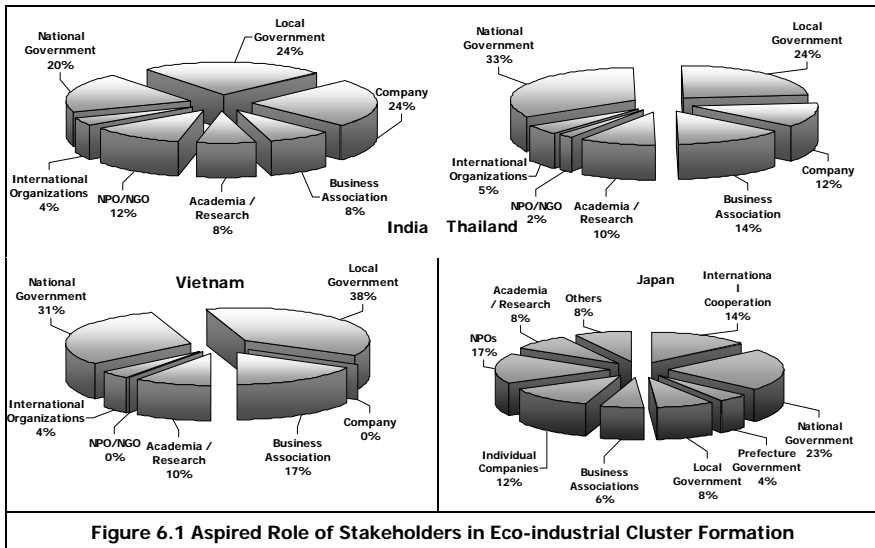 National
Government
20%
Local
Government
24%
Company
24%
Business
Association
8%
Academia /
Research
8%
NPO/NGO
12%
International
Organizations
4%
India
National
Government
33%
Local
Government
24%
Company
12%
Business
Association
14%
Academia /
Research
10%
NPO/NGO
2%
International
Organizations
5%
Thailand
Vietnam
National
Government
31%
Local
Government
38%
Company
0%
Business
Association
17%
Academia /
Research
10%
NPO/NGO
0%
International
Organizations
4%
Japan
Internationa
l
Cooperation
14%
National
Government
23%
Prefecture
Government
4%
Local
Government
8%
Business
Associations
6%
Individual
Companies
12%
NPOs
17%
Academia
/ Research
8%
Others
8%
Figure 6.1 Aspired Role of Stakeholders in Eco-industrial Cluster Formation